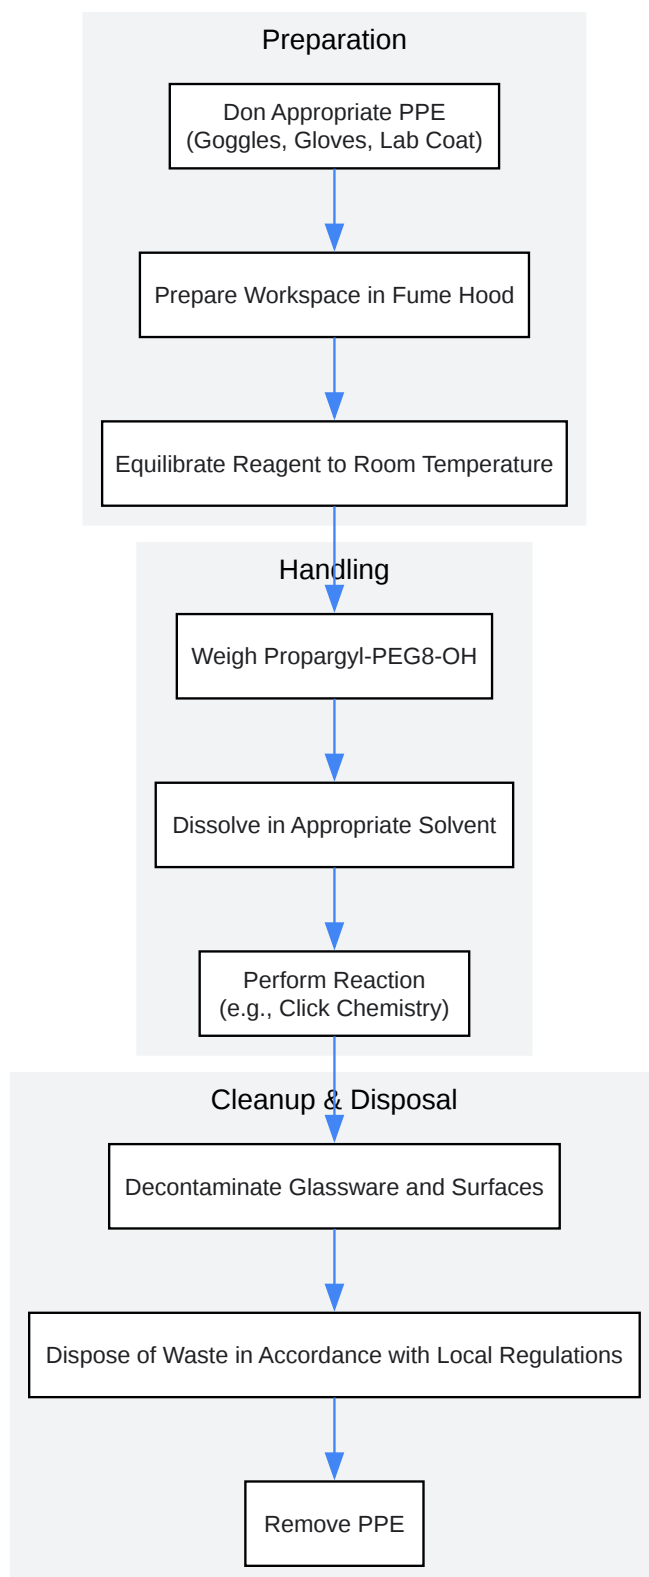 Preparation
Don Appropriate PPE
(Goggles, Gloves, Lab Coat)
Prepare Workspace in Fume Hood
Equilibrate Reagent to Room Temperature
Handling
Weigh Propargyl-PEG8-OH
Dissolve in Appropriate Solvent
Perform Reaction
(e.g., Click Chemistry)
Cleanup & Disposal
Decontaminate Glassware and Surfaces
Dispose of Waste in Accordance with Local Regulations
Remove PPE